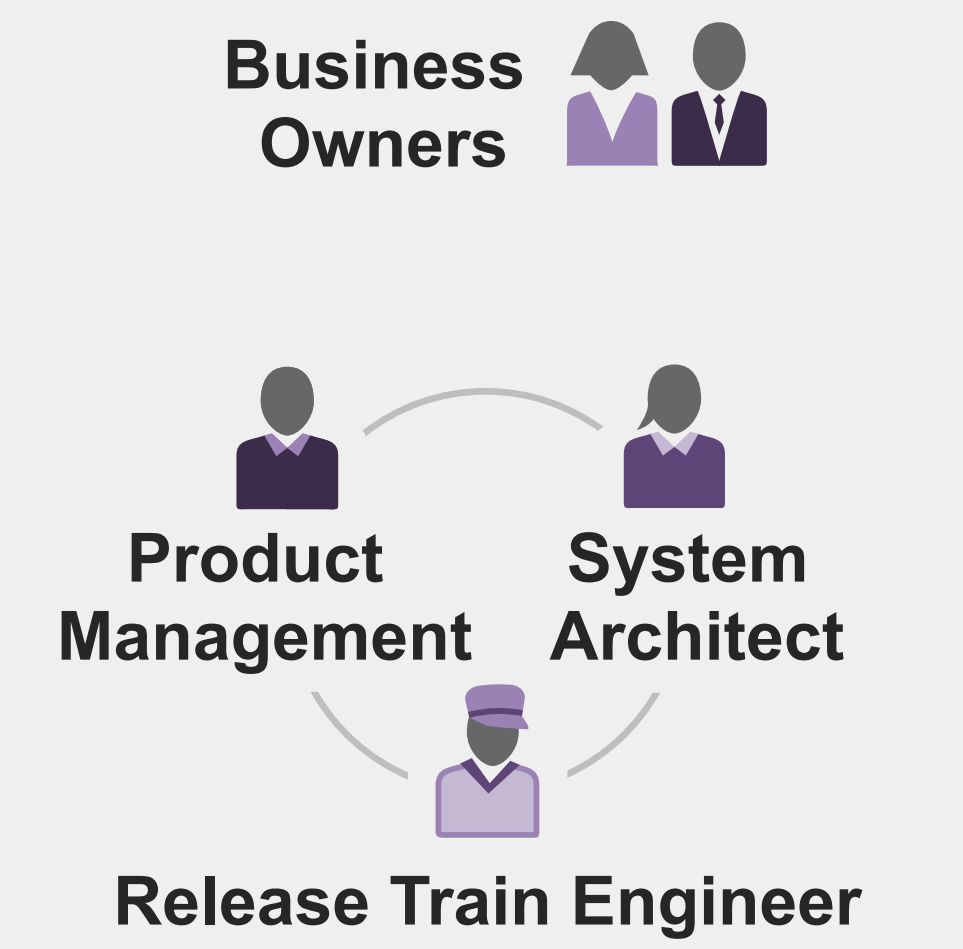 Business
Owners
Product
Management
System
Architect
Release Train Engineer